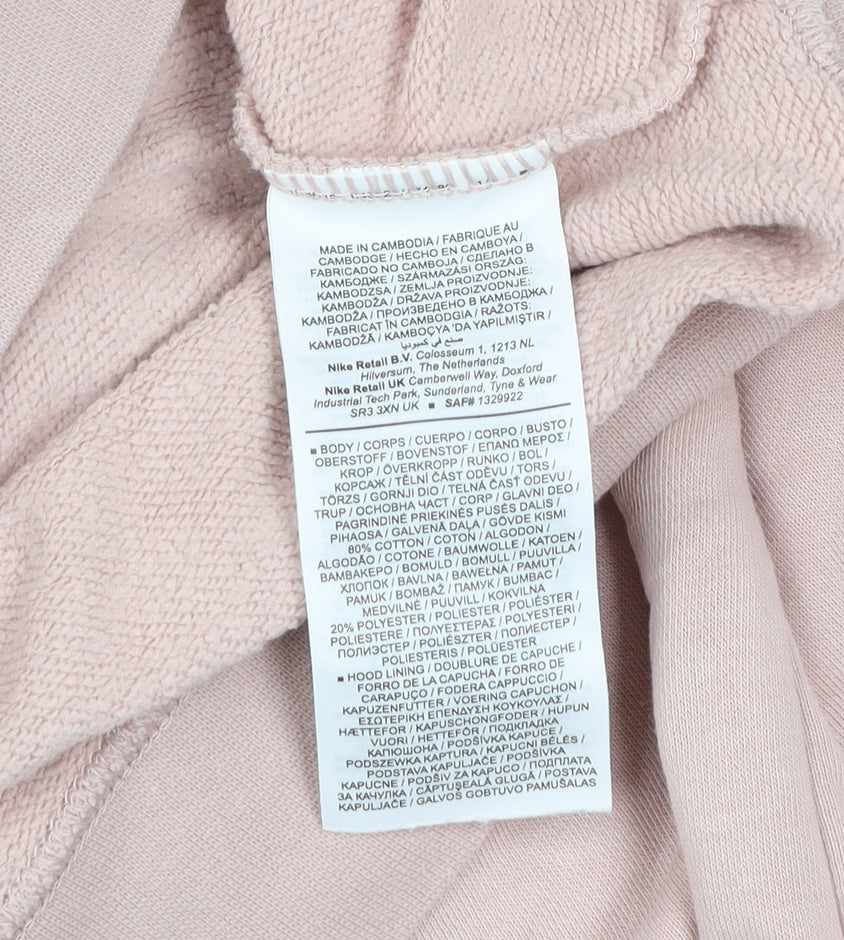 MADE IN CAMBODIA / FABRIQUE AU
CAMBODGE / HECHO EN CAMBOYA /
FABRICADO NO CAMBOJA / СДЕЛАНО В
КАМБОДЖЕ / SZÁRMAZÁSI ORSZÁG:
KAMBODZSA / ZEMLJA PROIZVODNJE:
KAMBODŽA / DRŽAVA PROIZVODNJE:
KAMBODŽA / ПРОИЗВЕДЕНО В КАМБОДЖА /
FABRICAT ÎN CAMBODGIA / RAŽOTS:
KAMBODŽĀ / KAMBOÇYA 'DA YAPILMIŞTIR /
صنع في كمبوديا
Nike Retail B.V. Colosseum 1, 1213 NL
Hilversum, The Netherlands
Nike Retail UK Camberwell Way, Doxford
Industrial Tech Park, Sunderland, Tyne & Wear
SR3 3XN UK ■ SAF# 1329922
■ BODY / CORPS / CUERPO / CORPO / BUSTO /
OBERSTOFF / BOVENSTOF / ΕΠΑΝΩ ΜΕΡΟΣ /
KROP / ÖVERKROPP / RUNKO / BOL /
КОРСАЖ / TĚLNÍ ČÁST ODĚVU / TORS /
TÖRZS / GORNJI DIO / TELNÁ ČASŤ ODEVU /
TRUP / ОСНОВНА ЧАСТ / CORP / GLAVNI DEO /
PAGRINDINĖ PRIEKINĖS PUSĖS DALIS /
PIHAOSA / GALVENĀ DAĻA / GÖVDE KISMI
80% COTTON / COTON / ALGODON /
ALGODÃO / COTONE / BAUMWOLLE / KATOEN /
ΒΑΜΒΑΚΕΡΟ / BOMULD / BOMULL / PUUVILLA /
ХЛОПОК / BAVLNA / BAWEŁNA / PAMUT /
PAMUK / BOMBAŽ / ПАМУК / BUMBAC /
MEDVILNĖ / PUUVILL / KOKVILNA
20% POLYESTER / POLIESTER / POLIÉSTER /
POLIESTERE / ΠΟΛΥΕΣΤΕΡΑΣ / POLYESTERI /
ПОЛИЭСТЕР / POLIÉSZTER / ПОЛИЕСТЕР /
POLIESTERIS / POLÜESTER
■ HOOD LINING / DOUBLURE DE CAPUCHE /
FORRO DE LA CAPUCHA / FORRO DE
CARAPUÇO / FODERA CAPPUCCIO /
KAPUZENFUTTER / VOERING CAPUCHON /
ΕΣΩΤΕΡΙΚΗ ΕΠΕΝΔΥΣΗ ΚΟΥΚΟΥΛΑΣ /
HÆTTEFOR / KAPUSCHONGFODER / HUPUN
VUORI / HETTEFÔR / ПОДКЛАДКА
КАПЮШОНА / PODŠÍVKA KAPUCE /
PODSZEWKA KAPTURA / KAPUCNI BÉLÉS /
PODSTAVA KAPULJAČE / PODŠÍVKA
KAPUCNE / PODŠIV ZA KAPUCO / ПОДПЛАТА
ЗА КАЧУЛКА / CĂPTUŞEALĂ GLUGĂ / POSTAVA
KAPULJAČE / GALVOS GOBTUVO PAMUŠALAS